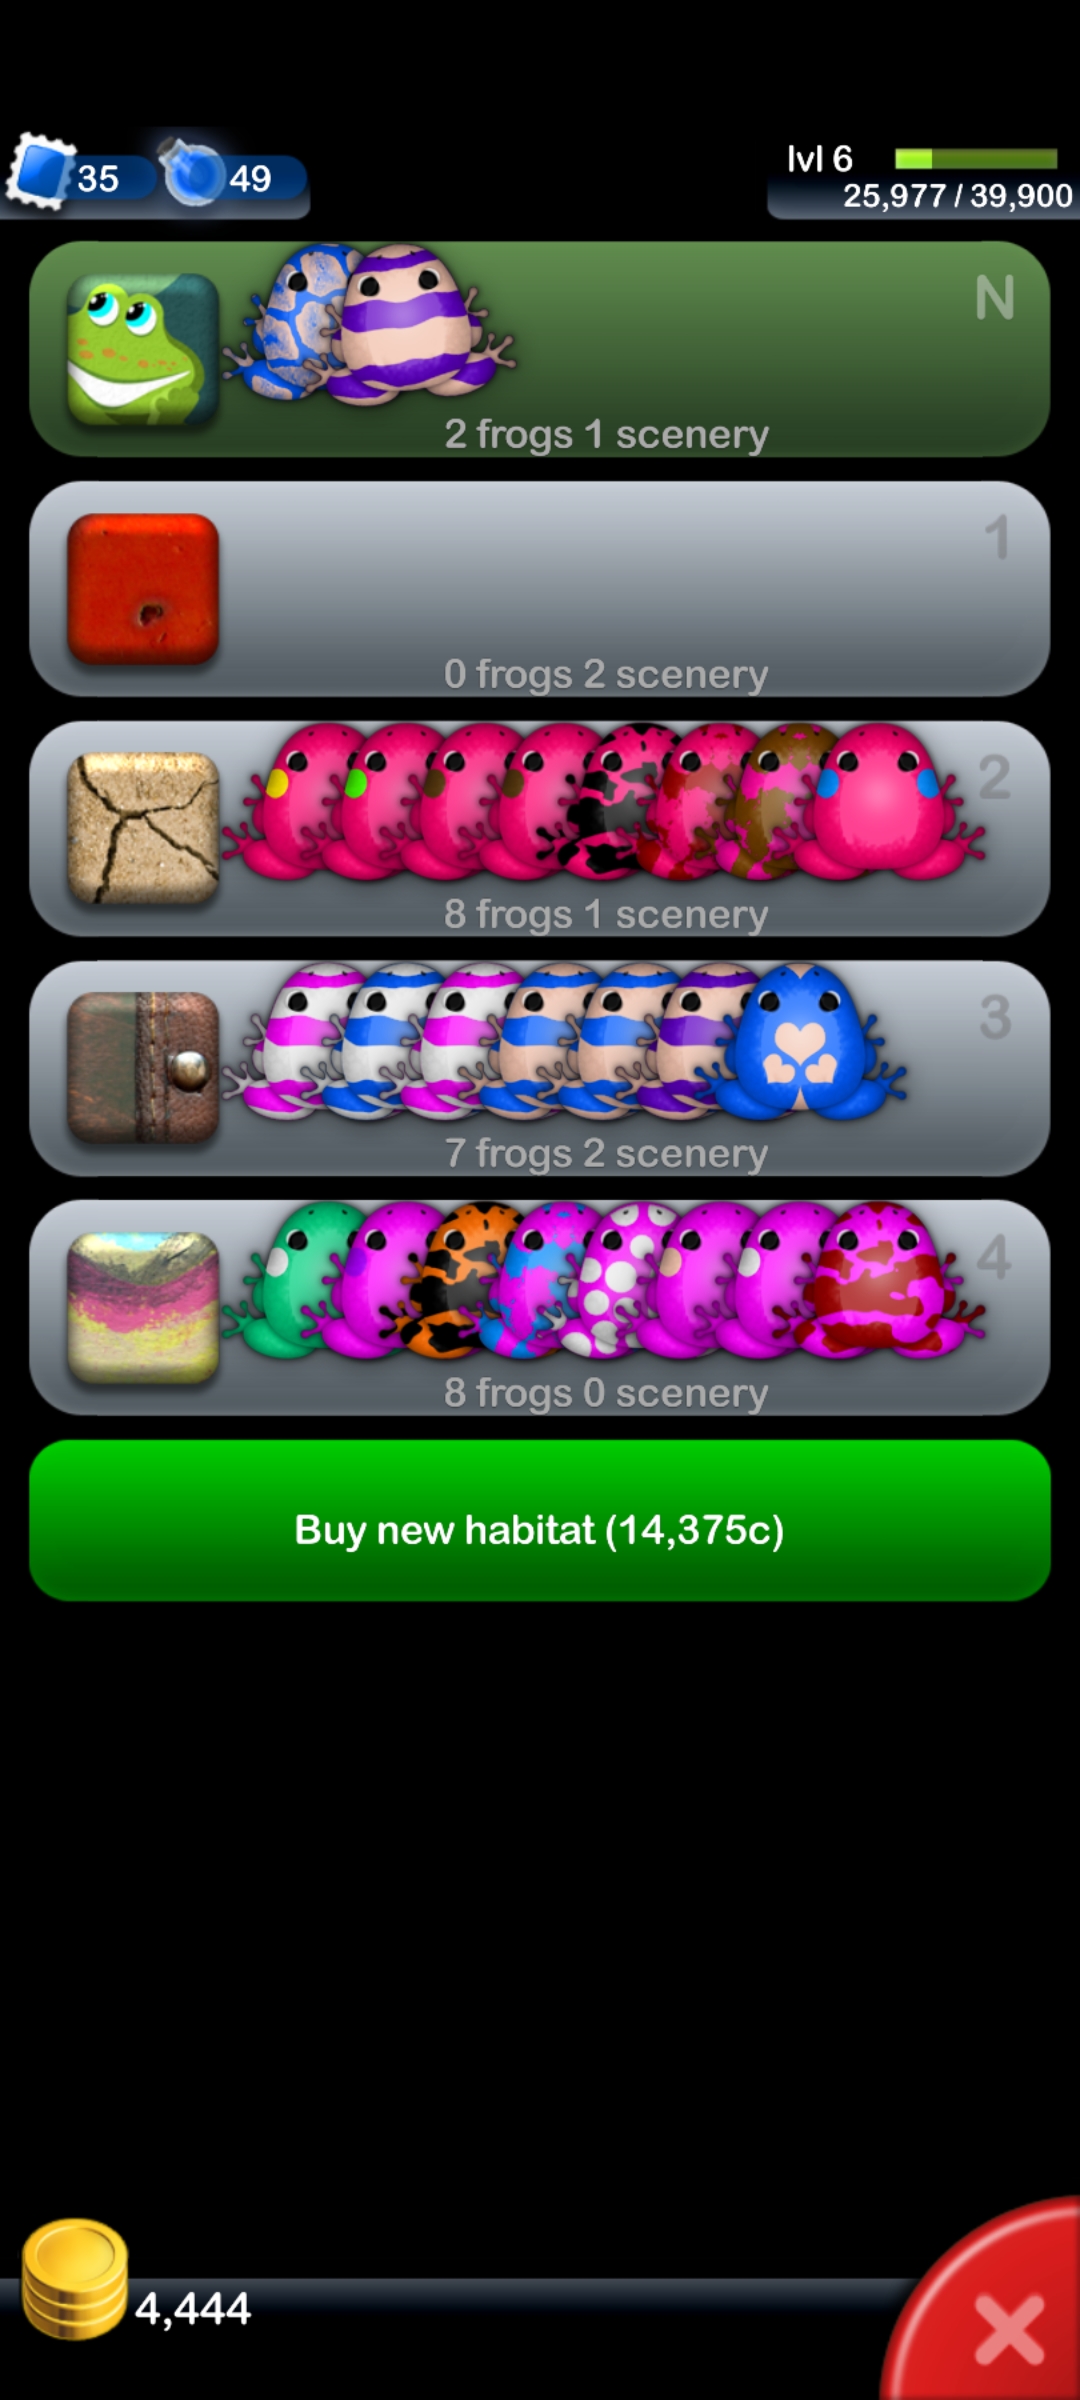 35
49
lvl 6
25,977 / 39,900
N
2 frogs 1 scenery
1
0 frogs 2 scenery
2
8 frogs 1 scenery
3
7 frogs 2 scenery
4
8 frogs 0 scenery
Buy new habitat (14,375c)
4,444